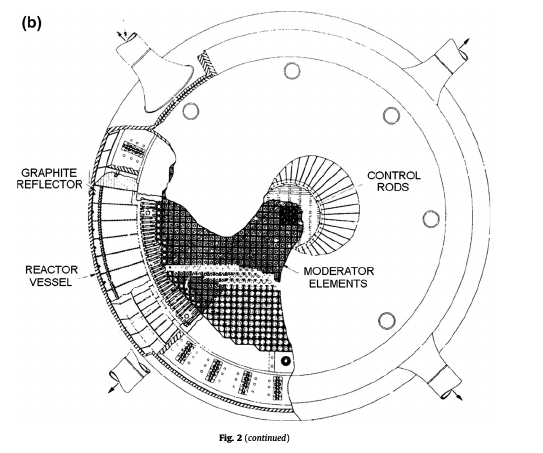 (b)
GRAPHITE
REFLECTOR
CONTROL
RODS
REACTOR
VESSEL
MODERATOR
ELEMENTS
Fig. 2 (continued)